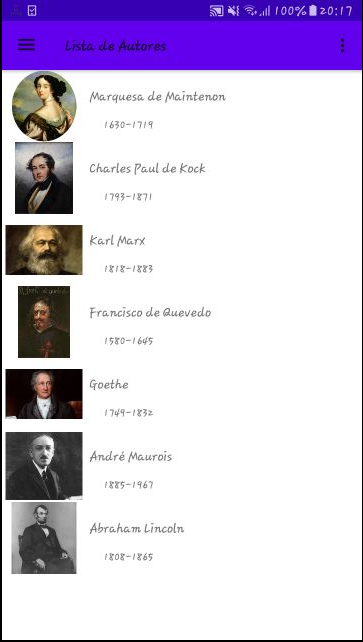 100% 20:17
Lista de Autores
Marquesa de Maintenon
1630-1719
Charles Paul de Kock
1793-1871
Karl Marx
1818-1883
Francisco de Quevedo
1580-1645
Goethe
1749-1832
André Maurois
1885-1967
Abraham Lincoln
1808-1865